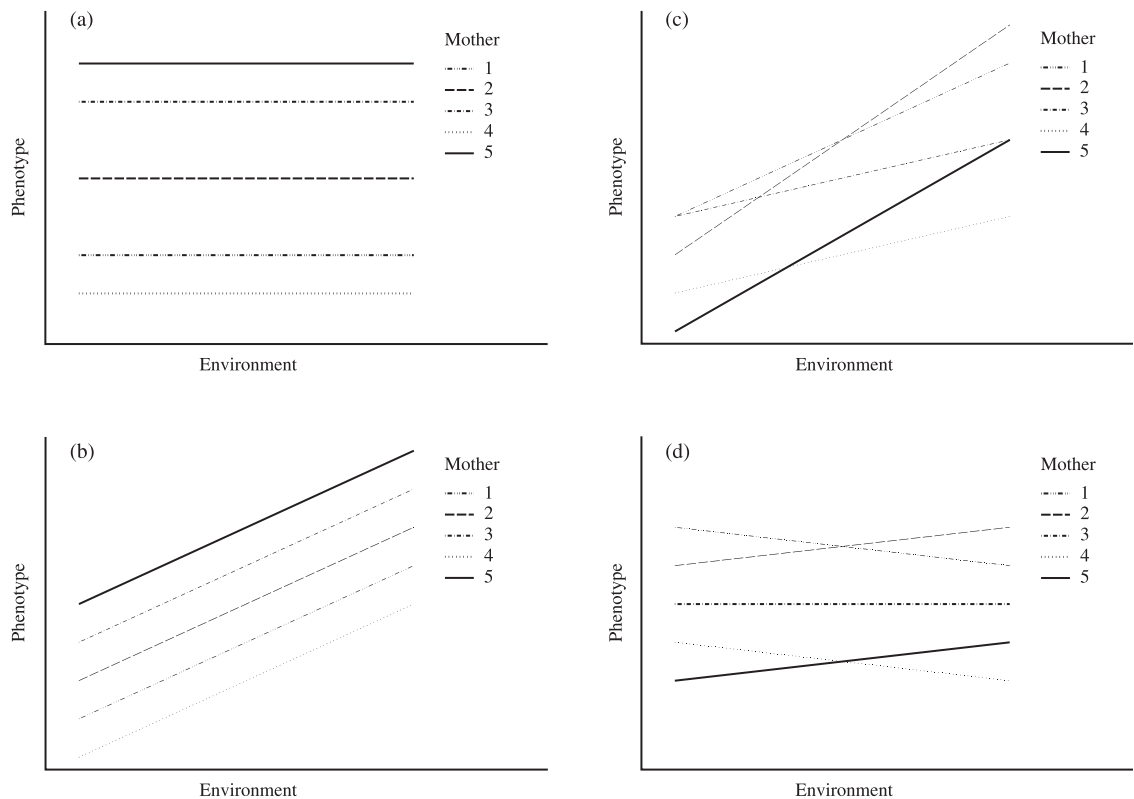 (a)
Mother
1
2
3
4
5
Phenotype
Environment
(c)
Mother
1
2
3
4
5
Phenotype
Environment
(b)
Mother
1
2
3
4
5
Phenotype
Environment
(d)
Mother
1
2
3
4
5
Phenotype
Environment